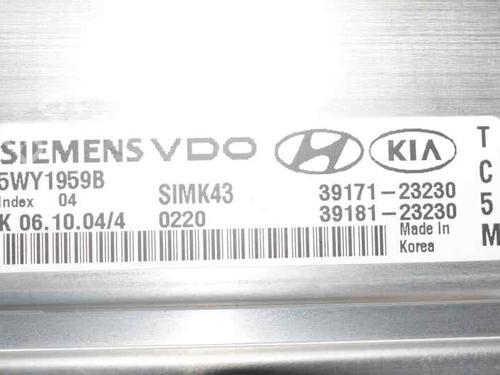 SIEMENS VDO KIA
5WY1959B
Index 04 SIMK43 39171-23230
K 06.10.04/4 0220 39181-23230
Made In
Korea
TC5M